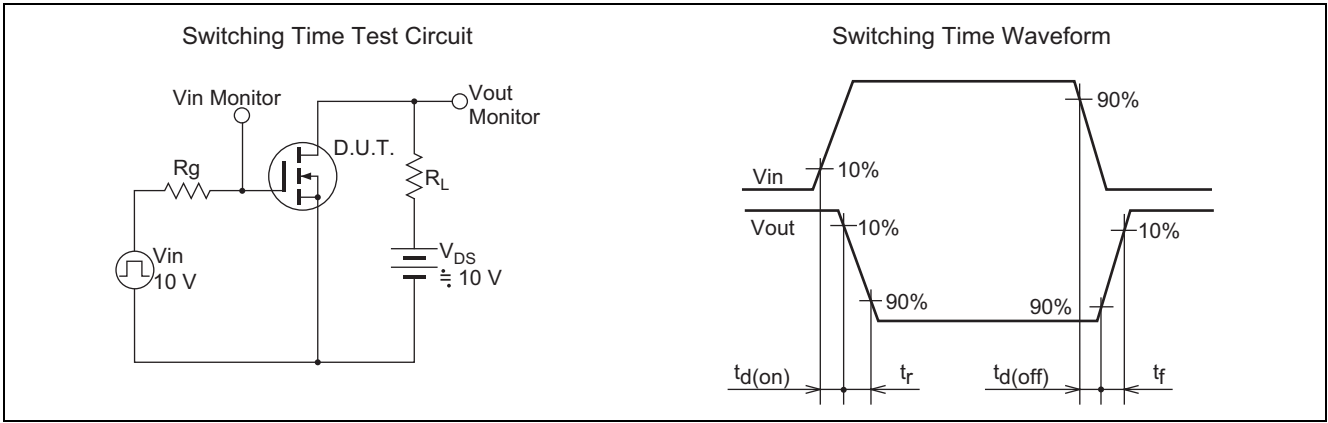 Switching Time Test Circuit
Vin Monitor
Vout
Monitor
D.U.T.
Rg
RL
Vin
10 V
VDS
≒ 10 V
Switching Time Waveform
90%
10%
Vin
Vout
10%
10%
90%
90%
td(on)
tr
td(off)
tf